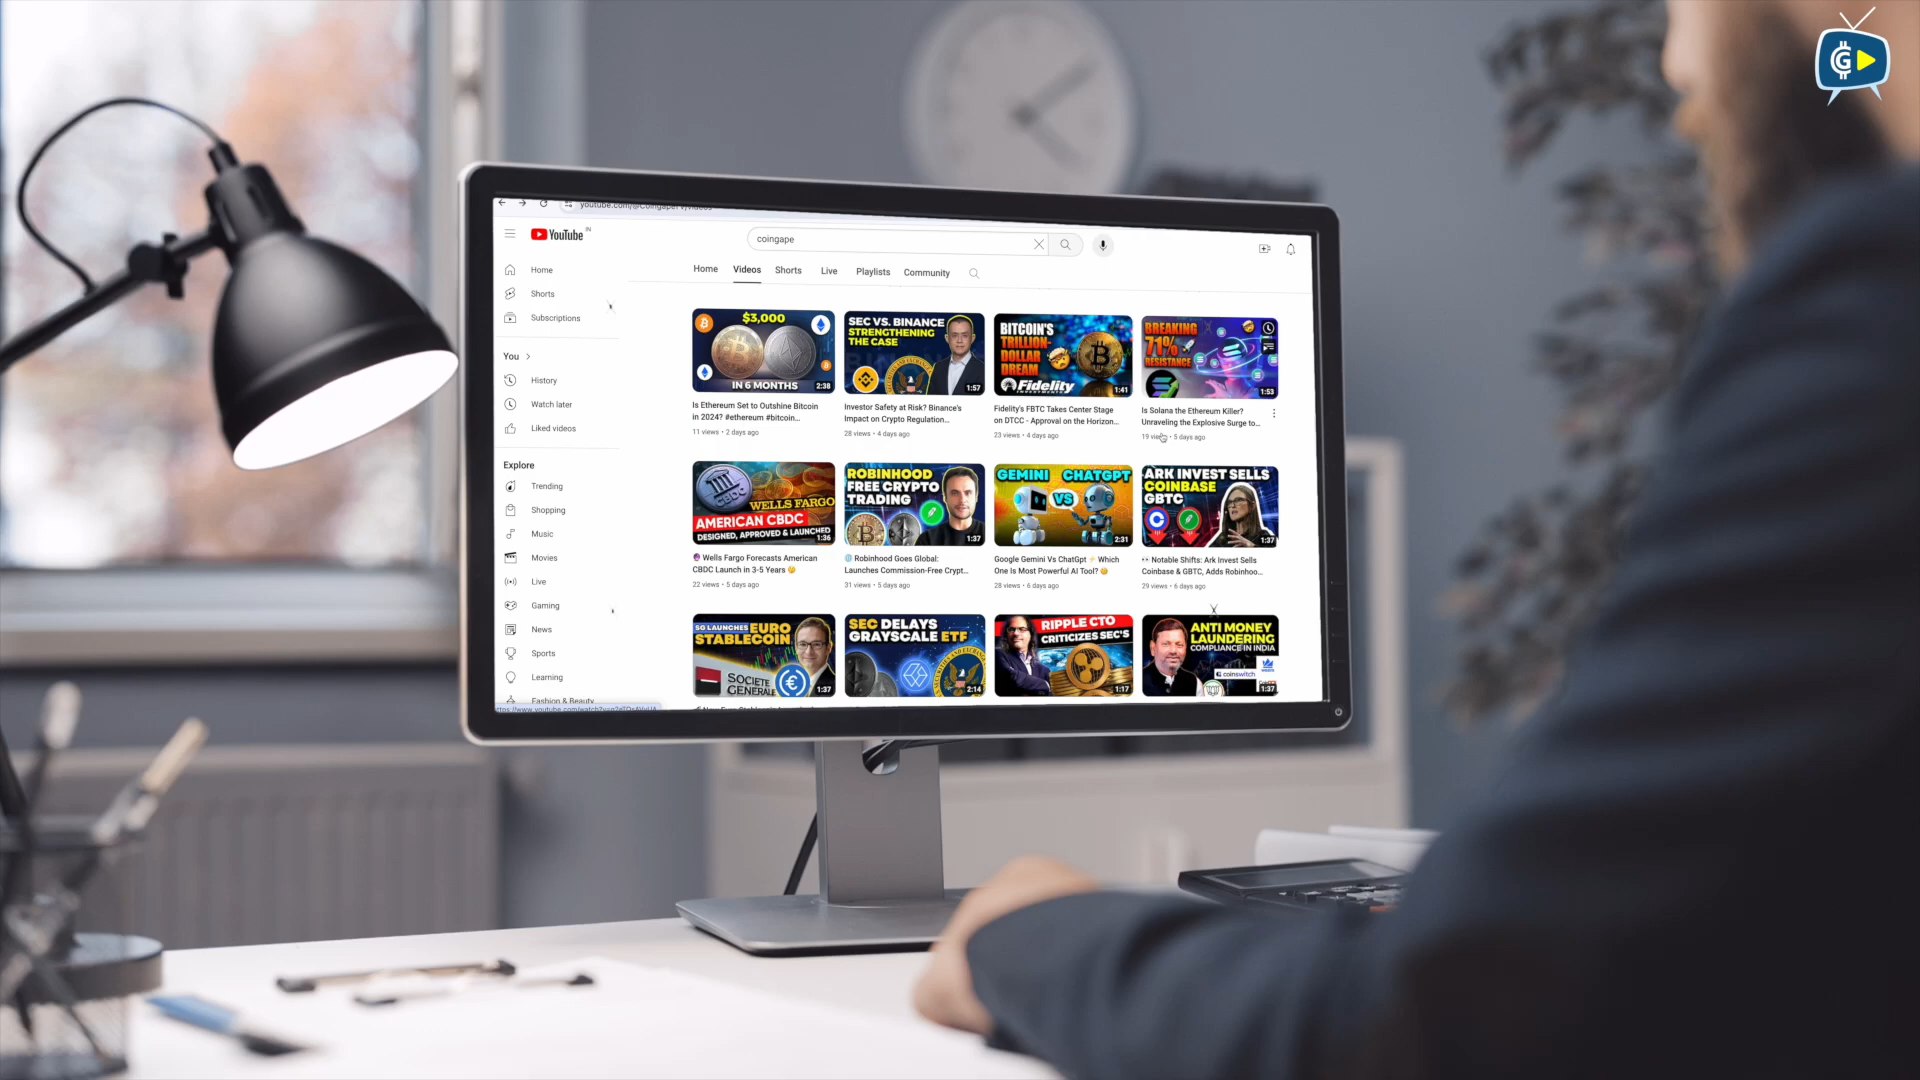 YouTube IN
coingape
Home
Videos
Shorts
Live
Playlists
Community
Home
Shorts
Subscriptions
You
History
Watch later
Liked videos
Explore
Trending
Shopping
Music
Movies
Live
Gaming
News
Sports
Learning
Fashion & Beauty
$3,000
IN 6 MONTHS
2:38
Is Ethereum Set to Outshine Bitcoin
in 2024? #ethereum #bitcoin...
11 views • 2 days ago
SEC VS. BINANCE
STRENGTHENING
THE CASE
1:57
Investor Safety at Risk? Binance's
Impact on Crypto Regulation...
28 views • 4 days ago
BITCOIN'S
TRILLION-
DOLLAR
DREAM
Fidelity
1:41
Fidelity's FBTC Takes Center Stage
on DTCC - Approval on the Horizon...
23 views • 4 days ago
BREAKING
71%
RESISTANCE
1:53
Is Solana the Ethereum Killer?
Unraveling the Explosive Surge to...
19 views • 5 days ago
CBDC
WELLS FARGO
AMERICAN CBDC
DESIGNED, APPROVED & LAUNCHED
1:36
Wells Fargo Forecasts American
CBDC Launch in 3-5 Years
22 views • 5 days ago
ROBINHOOD
FREE CRYPTO
TRADING
1:37
Robinhood Goes Global:
Launches Commission-Free Crypt...
31 views • 5 days ago
GEMINI
VS
CHATGPT
2:31
Google Gemini Vs ChatGpt Which
One Is Most Powerful AI Tool?
28 views • 6 days ago
ARK INVEST SELLS
COINBASE
GBTC
1:37
Notable Shifts: Ark Invest Sells
Coinbase & GBTC, Adds Robinhoo...
29 views • 6 days ago
SG LAUNCHES EURO
STABLECOIN
SOCIETE
GENERALE
1:37
SEC DELAYS
GRAYSCALE ETF
2:14
RIPPLE CTO
CRITICIZES SEC'S
1:17
ANTI MONEY
LAUNDERING
COMPLIANCE IN INDIA
coinswitch
1:37